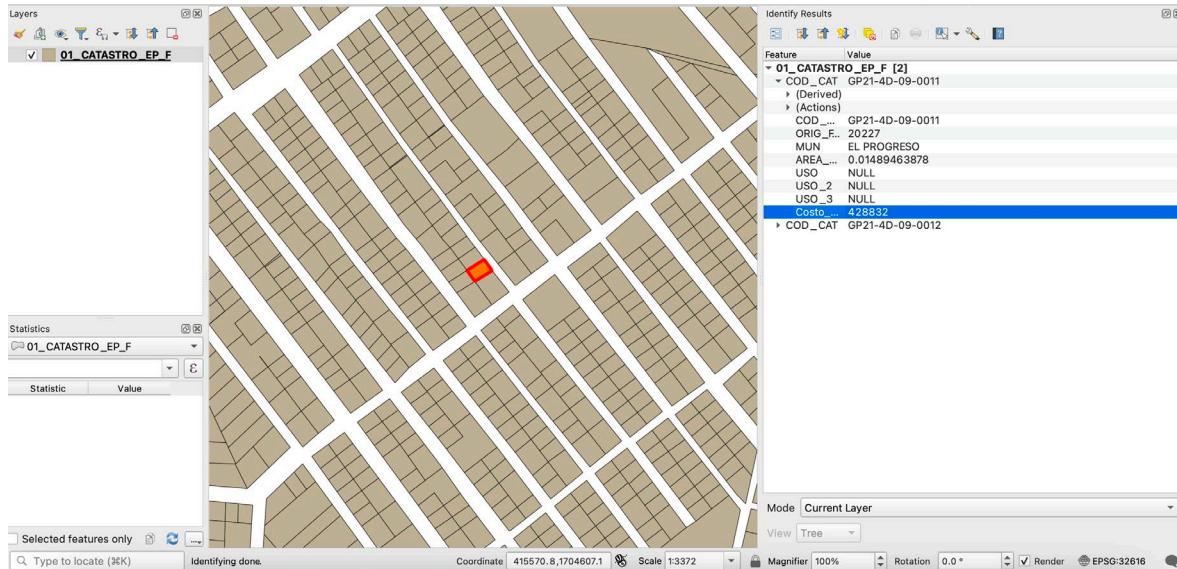 Layers
01_CATASTRO_EP_F
Statistics
01_CATASTRO_EP_F
ε
Statistic Value
Selected features only
...
Type to locate (⌘K)
Identifying done.
Coordinate 415570.8,1704607.1
Scale 1:3372
Magnifier 100%
Rotation 0.0 °
Render
EPSG:32616
Identify Results
Feature Value
01_CATASTRO_EP_F [2]
COD_CAT GP21-4D-09-0011
(Derived)
(Actions)
COD_... GP21-4D-09-0011
ORIG_F... 20227
MUN EL PROGRESO
AREA_... 0.01489463878
USO NULL
USO_2 NULL
USO_3 NULL
Costo_... 428832
COD_CAT GP21-4D-09-0012
Mode Current Layer
View Tree